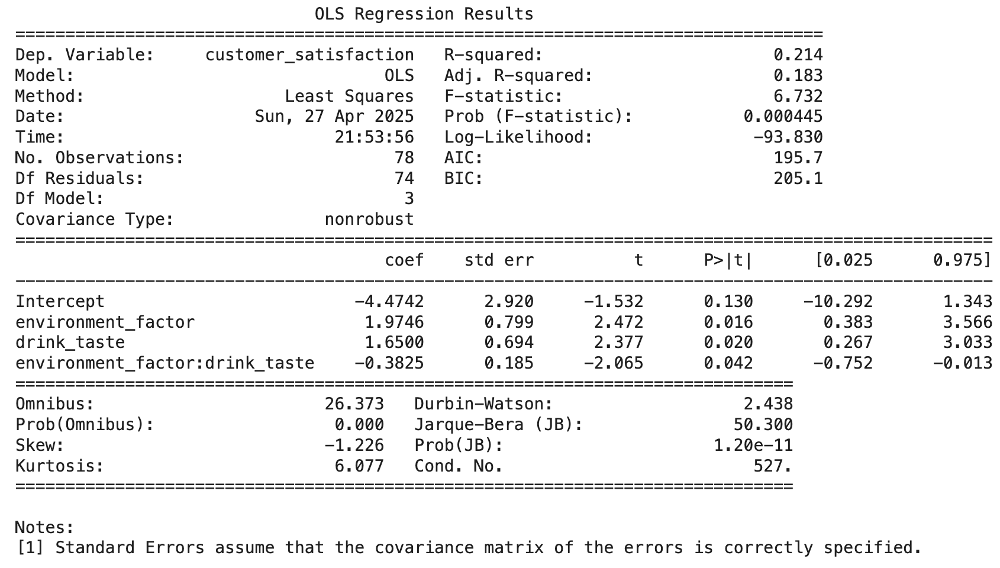 OLS Regression Results
==============================================================================
Dep. Variable: customer_satisfaction R-squared: 0.214
Model: OLS Adj. R-squared: 0.183
Method: Least Squares F-statistic: 6.732
Date: Sun, 27 Apr 2025 Prob (F-statistic): 0.000445
Time: 21:53:56 Log-Likelihood: -93.830
No. Observations: 78 AIC: 195.7
Df Residuals: 74 BIC: 205.1
Df Model: 3
Covariance Type: nonrobust
==================================================================================================
coef std err t P>|t| [0.025 0.975]
--------------------------------------------------------------------------------------------------
Intercept -4.4742 2.920 -1.532 0.130 -10.292 1.343
environment_factor 1.9746 0.799 2.472 0.016 0.383 3.566
drink_taste 1.6500 0.694 2.377 0.020 0.267 3.033
environment_factor:drink_taste -0.3825 0.185 -2.065 0.042 -0.752 -0.013
==============================================================================
Omnibus: 26.373 Durbin-Watson: 2.438
Prob(Omnibus): 0.000 Jarque-Bera (JB): 50.300
Skew: -1.226 Prob(JB): 1.20e-11
Kurtosis: 6.077 Cond. No. 527.
==============================================================================
Notes:
[1] Standard Errors assume that the covariance matrix of the errors is correctly specified.